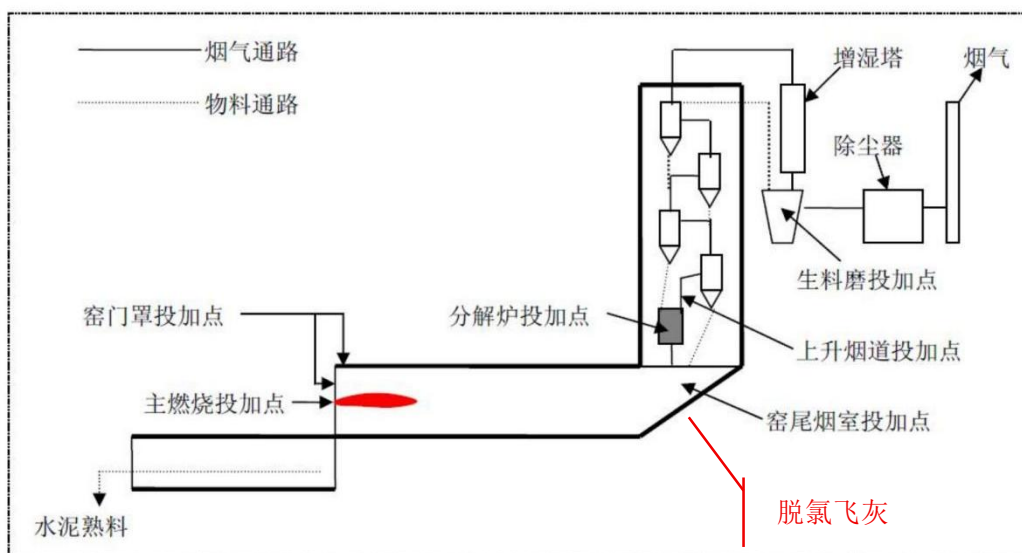 烟气通路
物料通路
增湿塔
烟气
除尘器
生料磨投加点
窑门罩投加点
分解炉投加点
上升烟道投加点
主燃烧投加点
窑尾烟室投加点
脱氯飞灰
水泥熟料